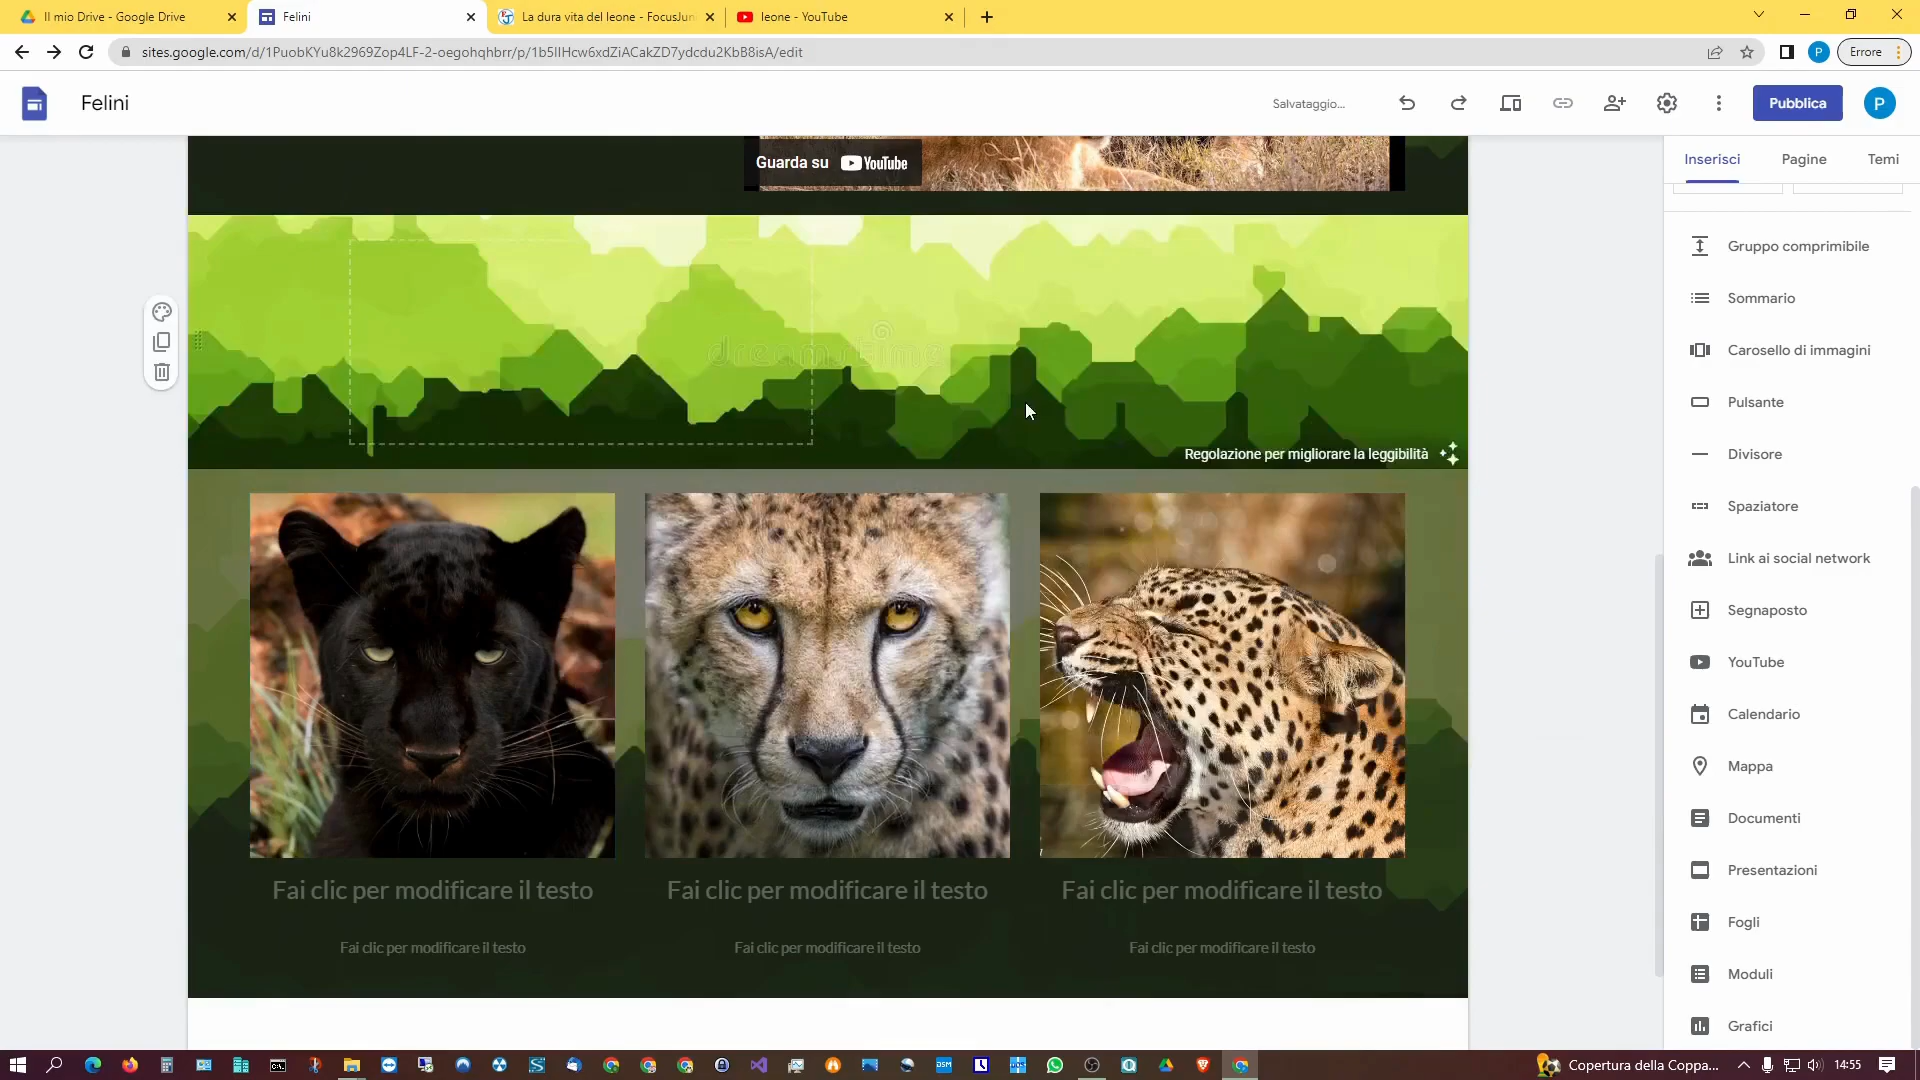 Il mio Drive - Google Drive
Felini
La dura vita del leone - FocusJun
leone - YouTube
sites.google.com/d/1PuobKYu8k2969Zop4LF-2-oegohqhbrr/p/1b5IIHcw6xdZiACakZD7ydcdu2KbB8isA/edit
P
Errore
Felini
Salvataggio...
Pubblica
P
Inserisci
Pagine
Temi
Guarda su YouTube
Gruppo comprimibile
Sommario
Carosello di immagini
Pulsante
Divisore
Spaziatore
Link ai social network
Segnaposto
YouTube
Calendario
Mappa
Documenti
Presentazioni
Fogli
Moduli
Grafici
dreamstime
Regolazione per migliorare la leggibilità
Fai clic per modificare il testo
Fai clic per modificare il testo
Fai clic per modificare il testo
Fai clic per modificare il testo
Fai clic per modificare il testo
Fai clic per modificare il testo
DSM
Copertura della Coppa...
14:55